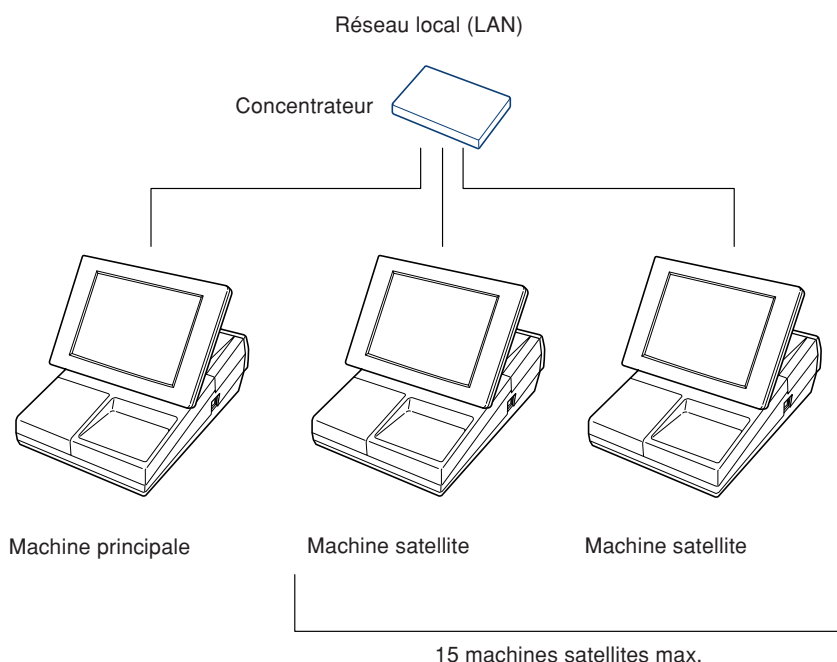 Réseau local (LAN)
Concentrateur
Machine principale
Machine satellite
Machine satellite
15 machines satellites max.